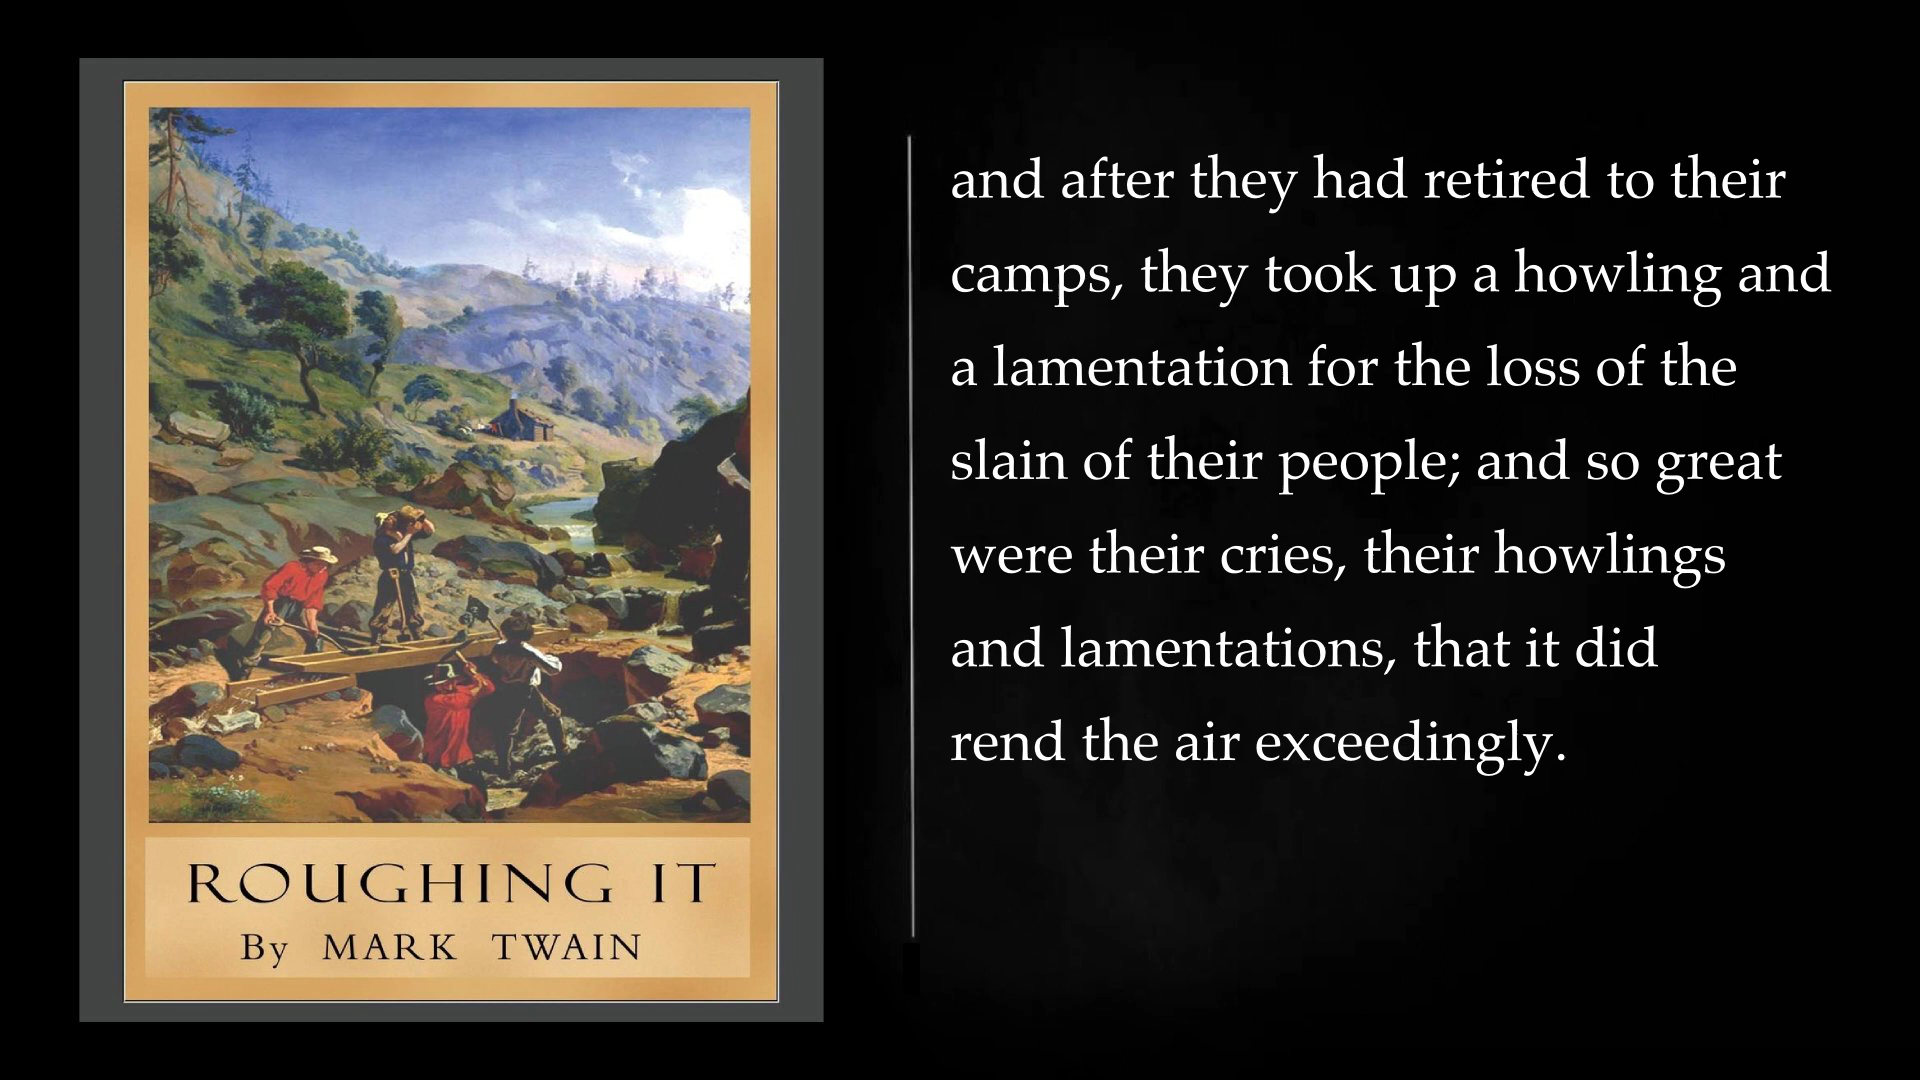 ROUGHING IT
By MARK TWAIN
and after they had retired to their
camps, they took up a howling and
a lamentation for the loss of the
slain of their people; and so great
were their cries, their howlings
and lamentations, that it did
rend the air exceedingly.